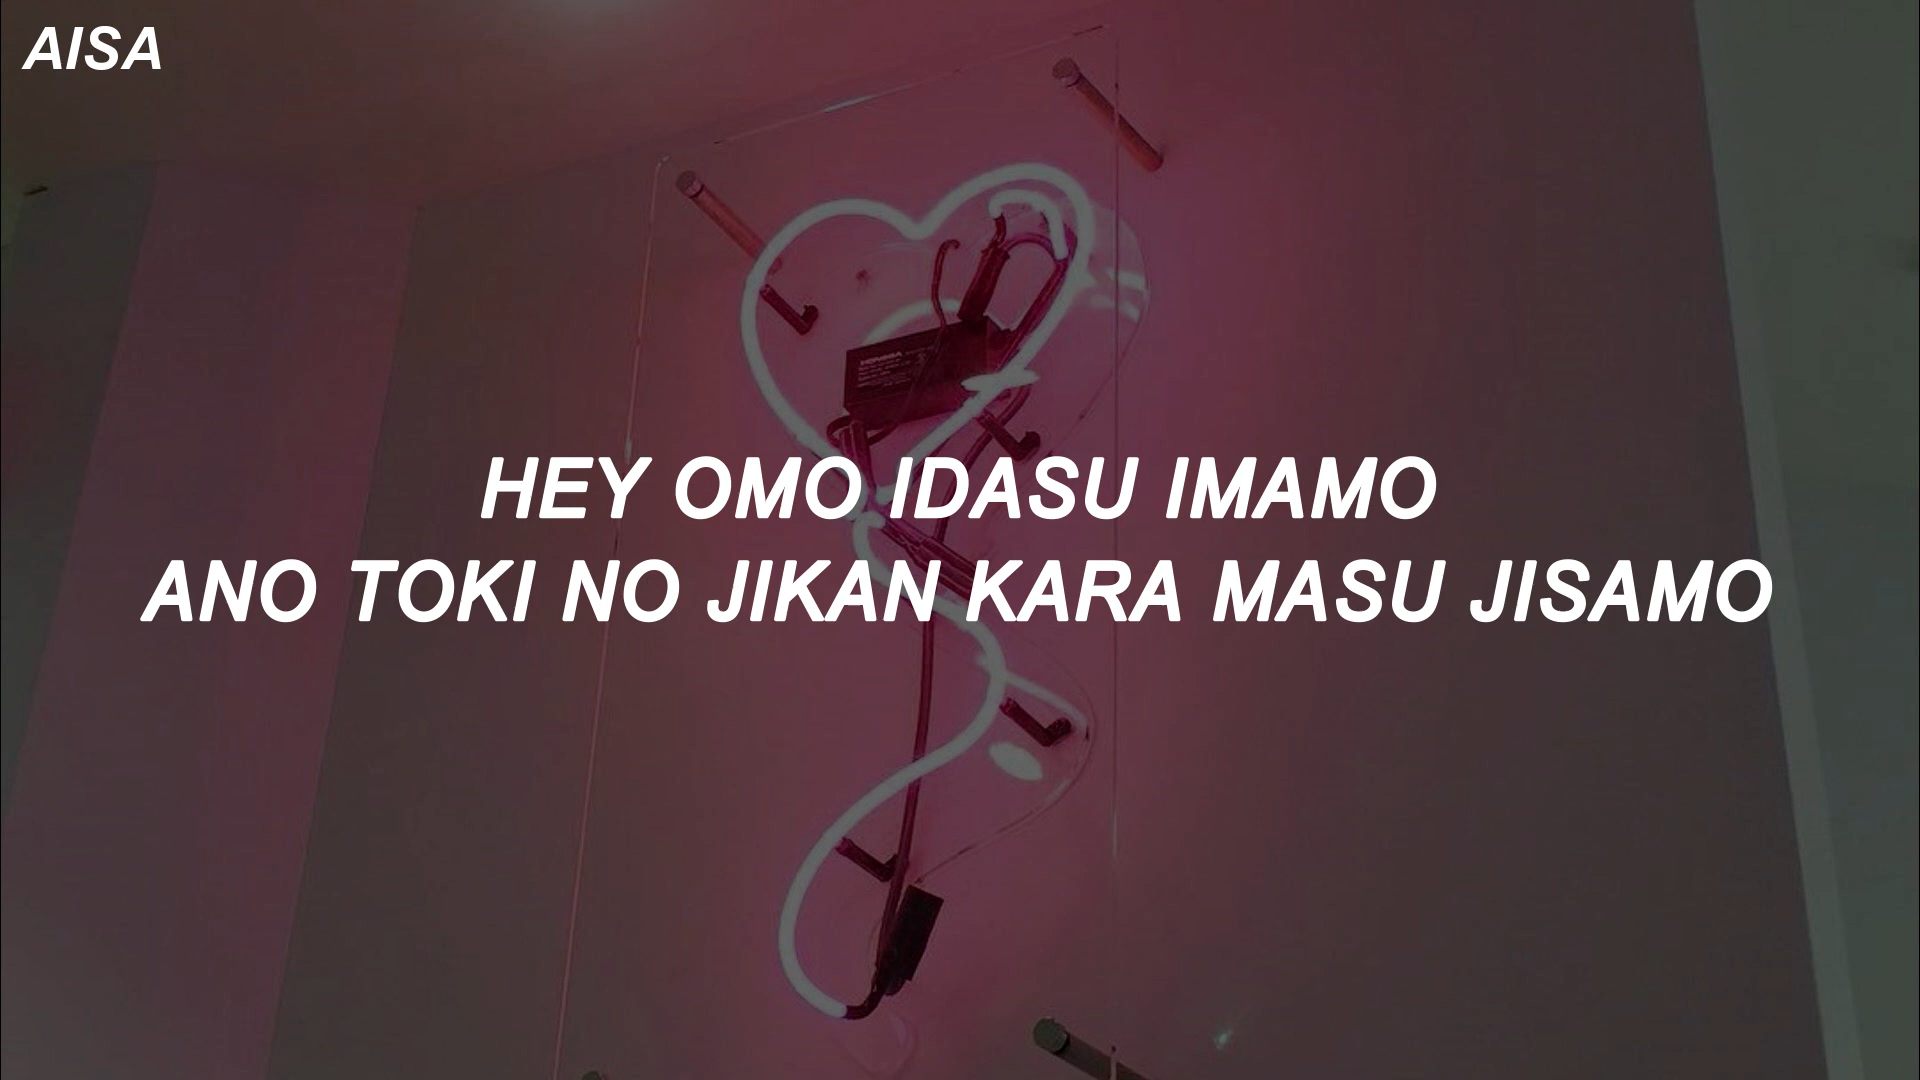 AISA
HEY OMO IDASU IMAMO
ANO TOKI NO JIKAN KARA MASU JISAMO